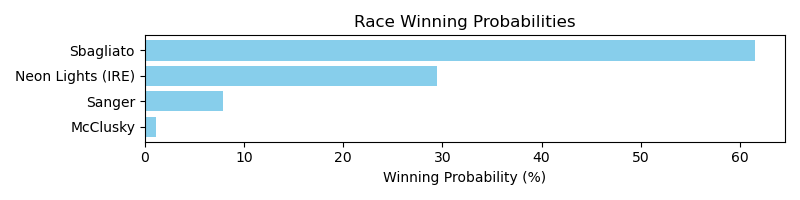 Race Winning Probabilities
Sbagliato
Neon Lights (IRE)
Sanger
McClusky
0 10 20 30 40 50 60
Winning Probability (%)